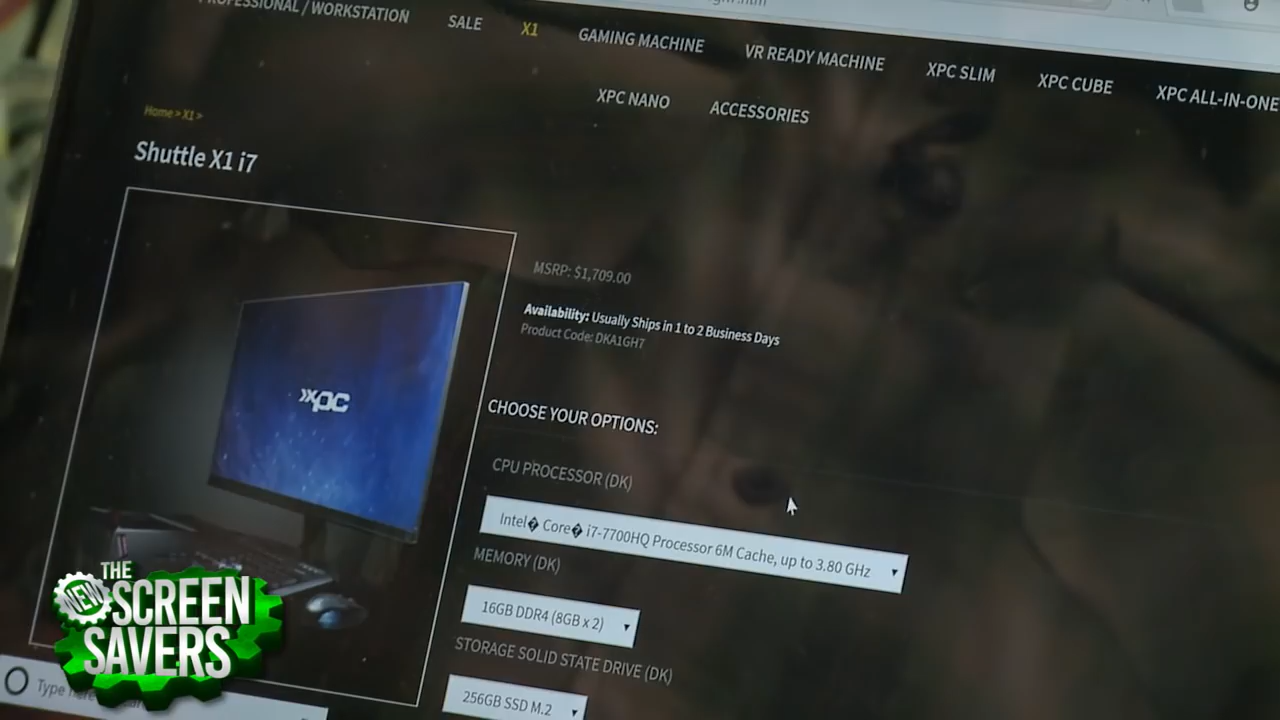 PROFESSIONAL / WORKSTATION SALE X1 GAMING MACHINE VR READY MACHINE XPC SLIM XPC CUBE XPC ALL-IN-ONE
XPC NANO ACCESSORIES
Home > X1 >
Shuttle X1 i7
MSRP: $1,709.00
Availability: Usually Ships in 1 to 2 Business Days
Product Code: DKA1GH7
xpc
CHOOSE YOUR OPTIONS:
CPU PROCESSOR (DK)
Intel� Core� i7-7700HQ Processor 6M Cache, up to 3.80 GHz
MEMORY (DK)
16GB DDR4 (8GB x 2)
STORAGE SOLID STATE DRIVE (DK)
256GB SSD M.2
THE
NEW SCREEN
SAVERS
Type